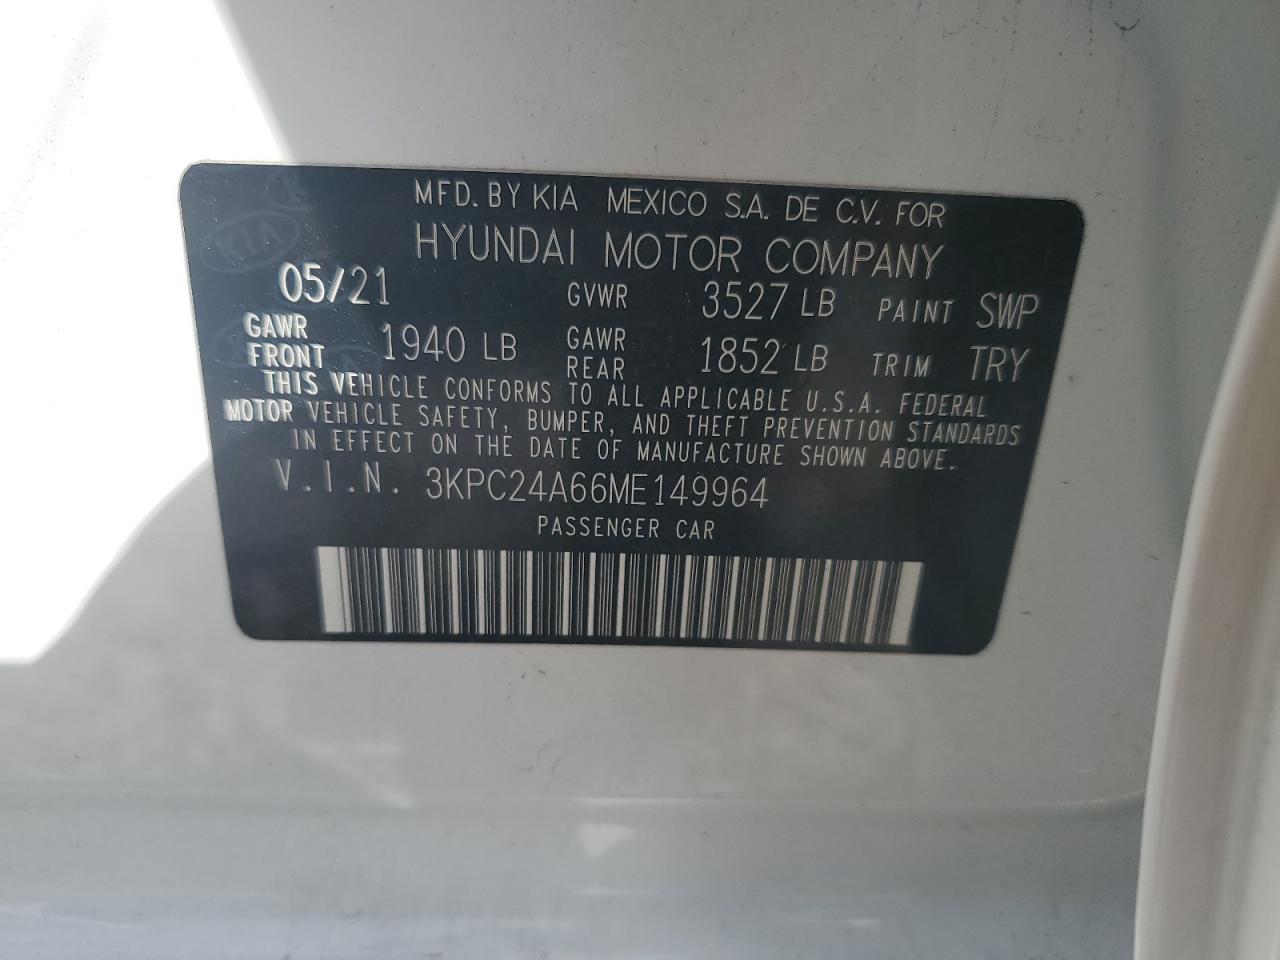 MFD. BY KIA MEXICO S.A. DE C.V. FOR
HYUNDAI MOTOR COMPANY
05/21 GVWR 3527 LB PAINT SWP
GAWR FRONT 1940 LB GAWR REAR 1852 LB TRIM TRY
THIS VEHICLE CONFORMS TO ALL APPLICABLE U.S.A. FEDERAL
MOTOR VEHICLE SAFETY, BUMPER, AND THEFT PREVENTION STANDARDS
IN EFFECT ON THE DATE OF MANUFACTURE SHOWN ABOVE.
V.I.N. 3KPC24A66ME149964
PASSENGER CAR
KIA